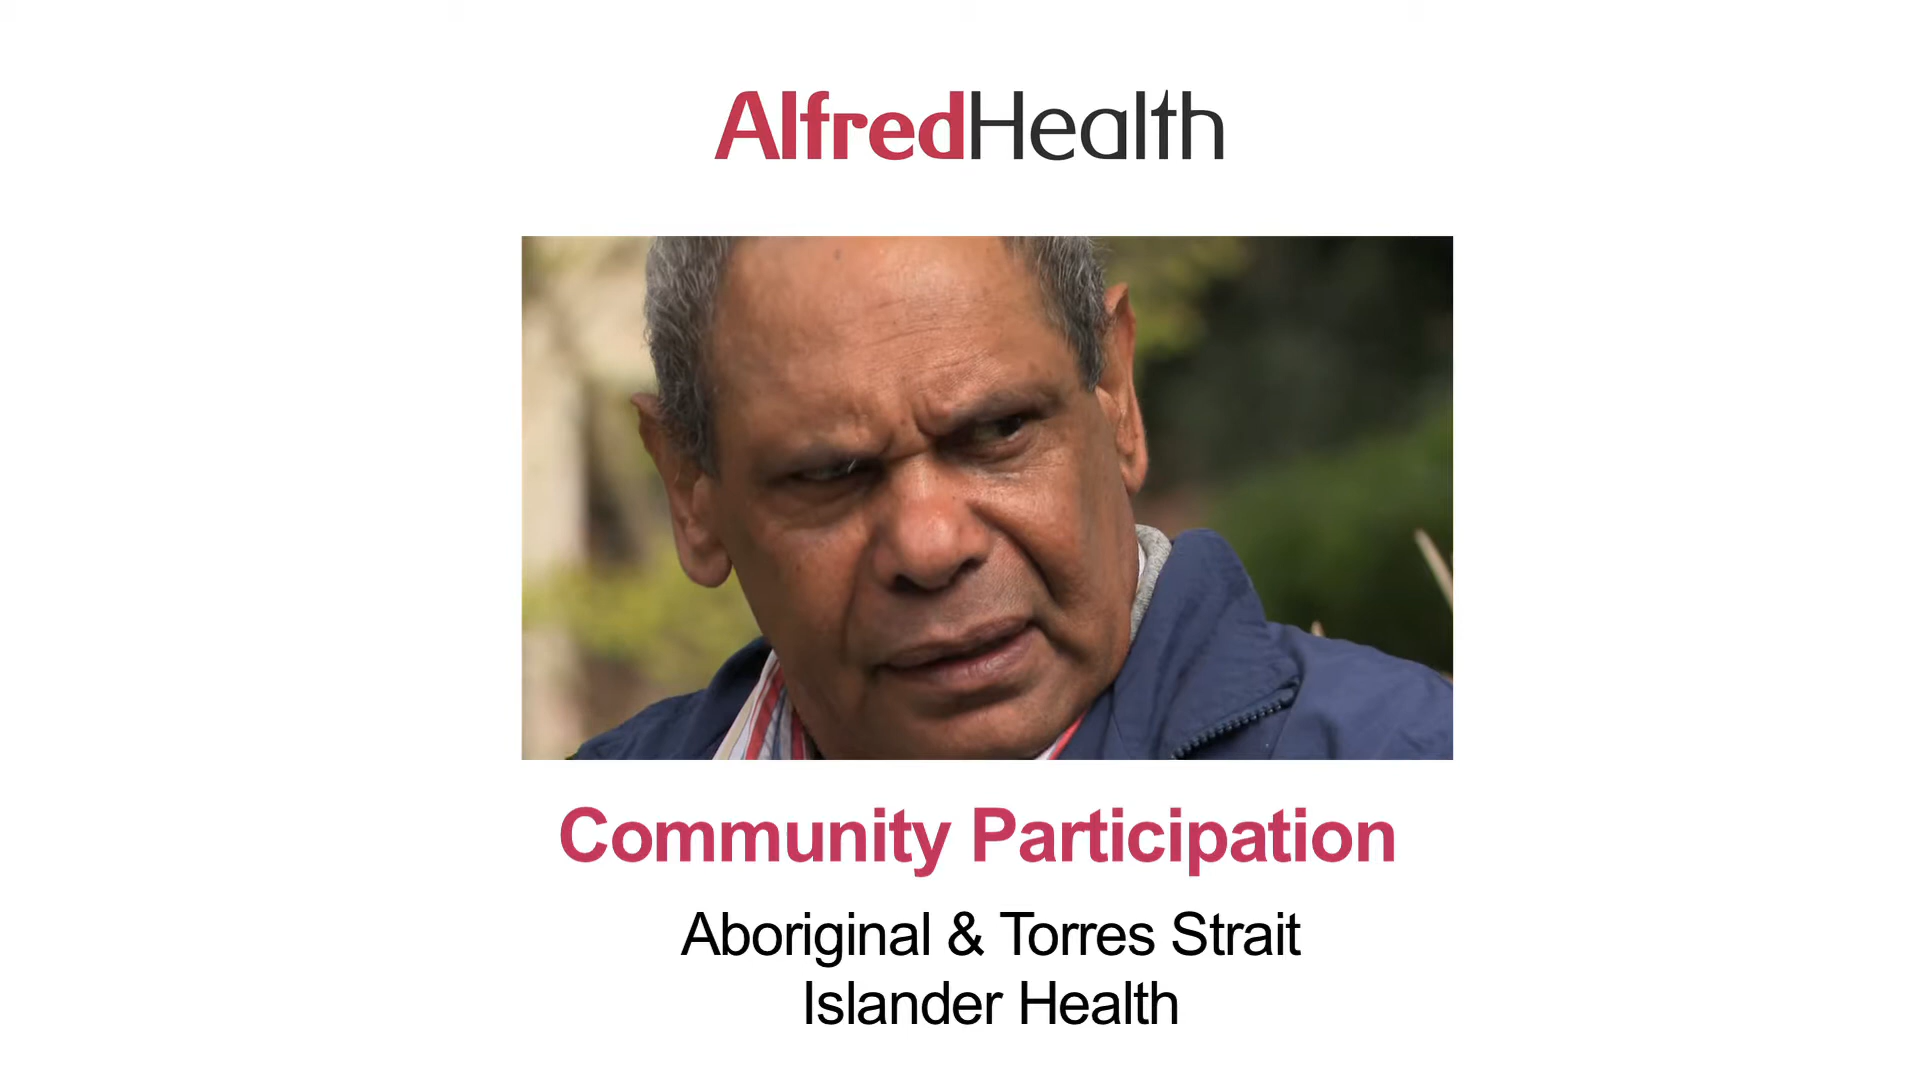 AlfredHealth
Community Participation
Aboriginal & Torres Strait
Islander Health